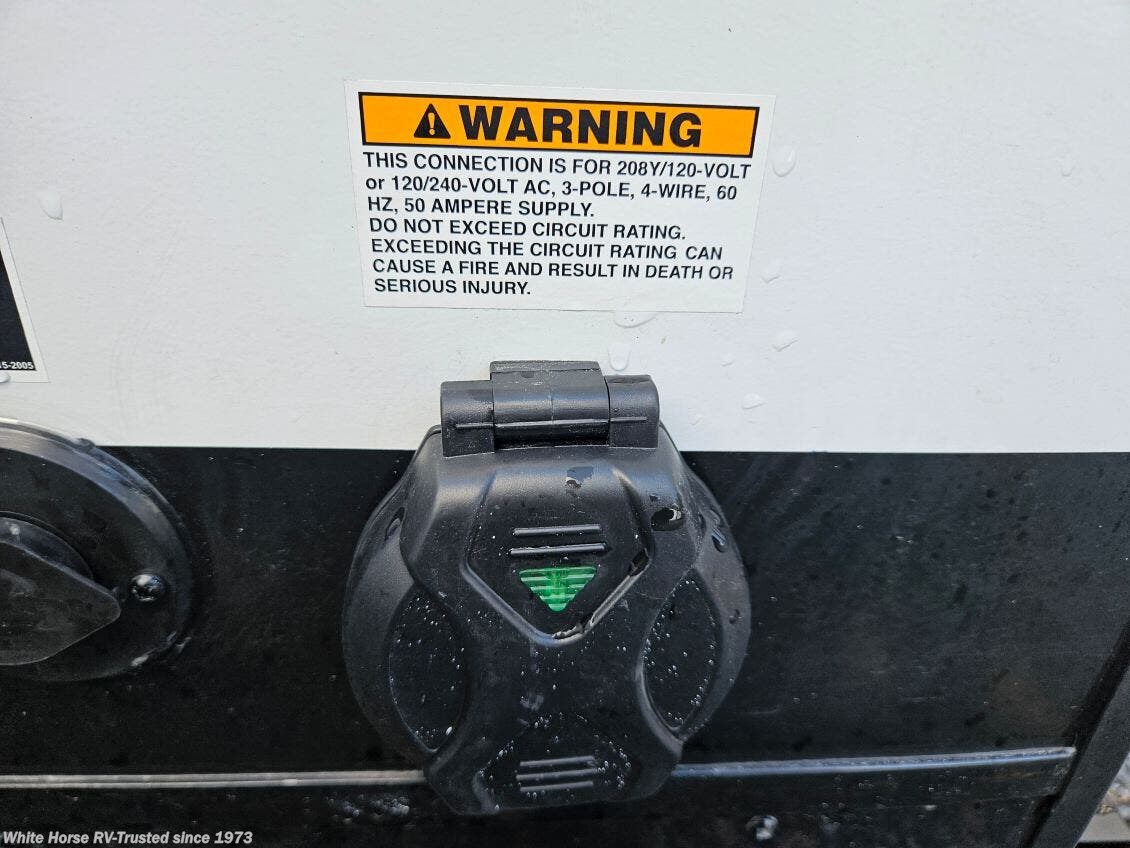 WARNING
THIS CONNECTION IS FOR 208Y/120-VOLT
or 120/240-VOLT AC, 3-POLE, 4-WIRE, 60
HZ, 50 AMPERE SUPPLY.
DO NOT EXCEED CIRCUIT RATING.
EXCEEDING THE CIRCUIT RATING CAN
CAUSE A FIRE AND RESULT IN DEATH OR
SERIOUS INJURY.
5-2005
White Horse RV-Trusted since 1973